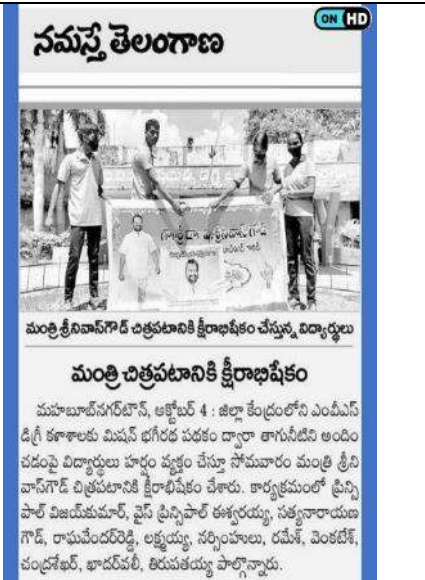 ON HD
నమస్తే తెలంగాణ
మంత్రి శ్రీనివాస్‌గౌడ్ చిత్రపటానికి క్షీరాభిషేకం చేస్తున్న విద్యార్థులు
మంత్రి చిత్రపటానికి క్షీరాభిషేకం
మహబూబ్‌నగర్‌టౌన్, అక్టోబర్ 4 : జిల్లా కేంద్రంలోని ఎంవీఎస్
డిగ్రీ కళాశాలకు మిషన్ భగీరథ పథకం ద్వారా తాగునీటిని అందిం
చడంపై విద్యార్థులు హర్షం వ్యక్తం చేస్తూ సోమవారం మంత్రి శ్రీని
వాస్‌గౌడ్ చిత్రపటానికి క్షీరాభిషేకం చేశారు. కార్యక్రమంలో ప్రిన్సి
పాల్ విజయ్‌కుమార్, వైస్ ప్రిన్సిపాల్ ఈశ్వరయ్య, సత్యనారాయణ
గౌడ్, రాఘవేందర్‌రెడ్డి, లక్ష్మయ్య, నర్సింహులు, రమేశ్, వెంకటేశ్,
చంద్రశేఖర్, ఖాదర్‌వలీ, తిరుపతయ్య పాల్గొన్నారు.